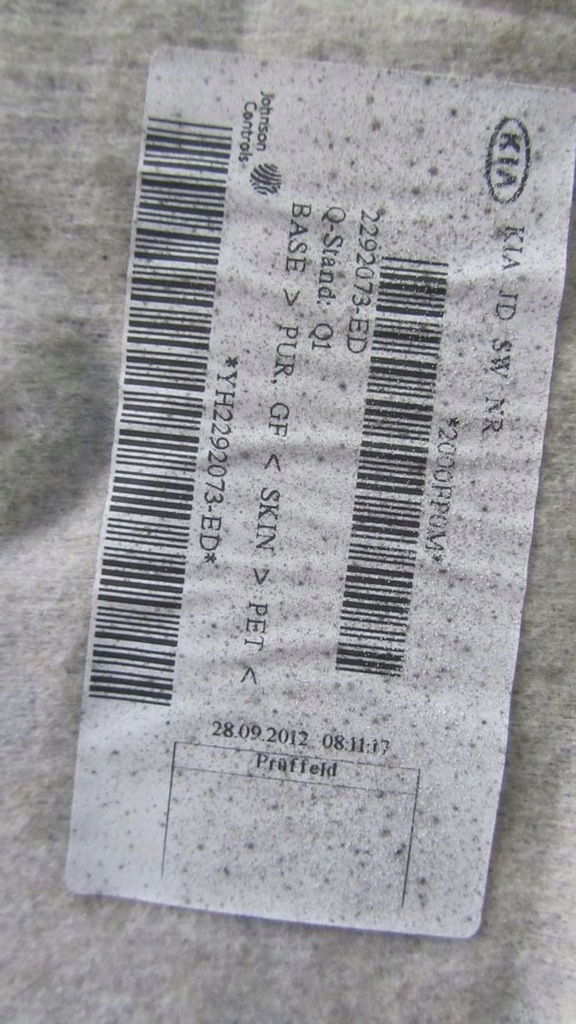 KIA KIA JD SW NR
*2000PP0M*
2292073-ED
Q-Stand: Q1
BASE > PUR, GF < SKIN > PET <
Johnson
Controls
*YH2292073-ED*
28.09.2012 08:11:17
Prüffeld